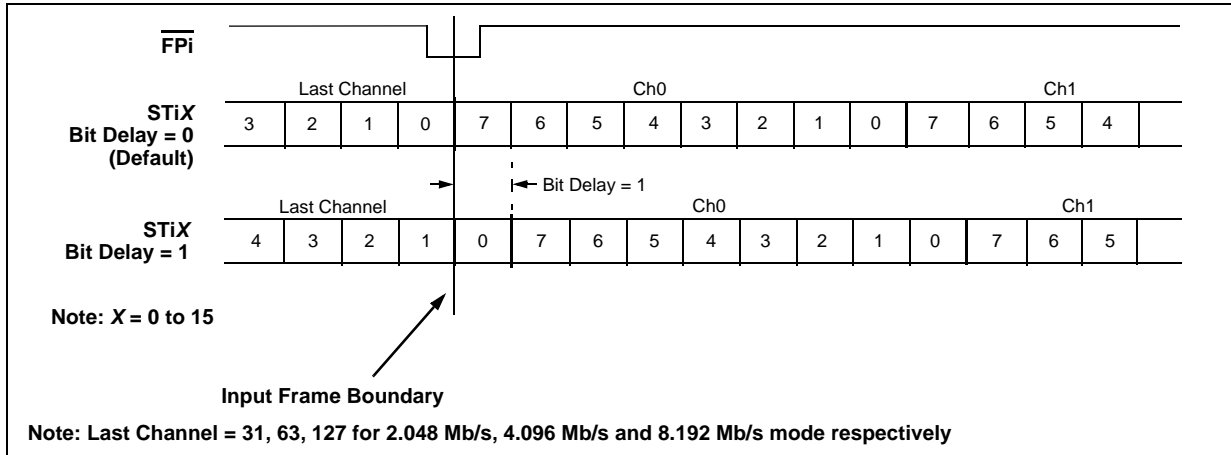 FPi
Last Channel Ch0 Ch1
STiX
Bit Delay = 0
(Default)
3 2 1 0 7 6 5 4 3 2 1 0 7 6 5 4
Bit Delay = 1
Last Channel Ch0 Ch1
STiX
Bit Delay = 1
4 3 2 1 0 7 6 5 4 3 2 1 0 7 6 5
Note: X = 0 to 15
Input Frame Boundary
Note: Last Channel = 31, 63, 127 for 2.048 Mb/s, 4.096 Mb/s and 8.192 Mb/s mode respectively